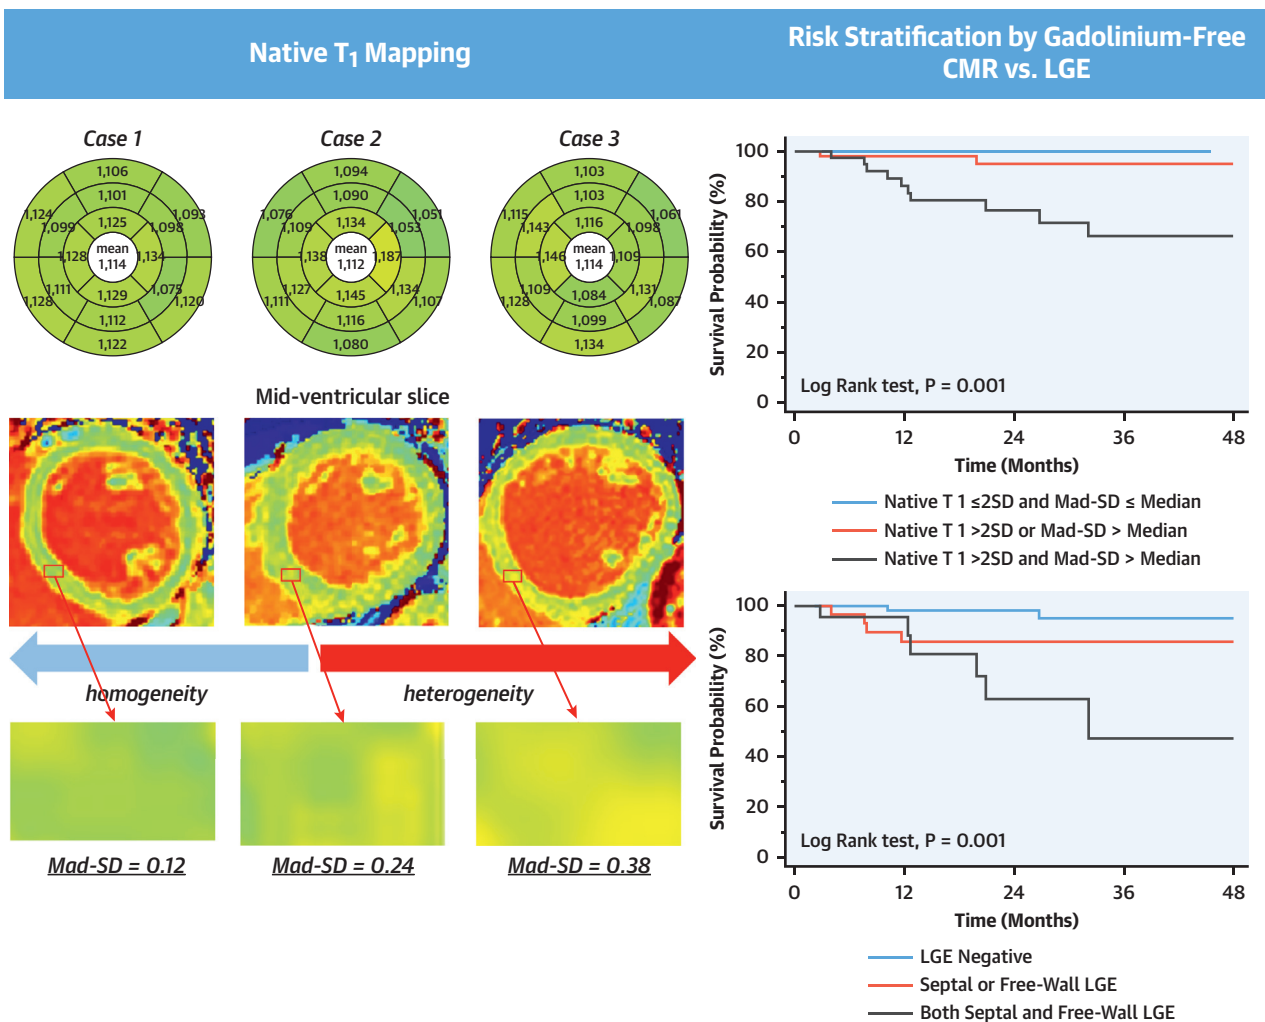 Native T1 Mapping
Risk Stratification by Gadolinium-Free
CMR vs. LGE
Case 1
1,106
1,101
1,125
1,124
1,099
1,093
1,098
mean
1,114
1,128
1,134
1,111
1,128
1,075
1,120
1,129
1,112
1,122
Case 2
1,094
1,090
1,134
1,076
1,109
1,051
1,053
mean
1,112
1,138
1,187
1,127
1,111
1,134
1,107
1,145
1,116
1,080
Case 3
1,103
1,103
1,116
1,115
1,143
1,061
1,098
mean
1,114
1,146
1,109
1,109
1,128
1,131
1,087
1,084
1,099
1,134
Mid-ventricular slice
homogeneity
heterogeneity
Mad-SD = 0.12
Mad-SD = 0.24
Mad-SD = 0.38
Survival Probability (%)
100
80
60
40
20
0
Log Rank test, P = 0.001
0 12 24 36 48
Time (Months)
Native T 1 ≤2SD and Mad-SD ≤ Median
Native T 1 >2SD or Mad-SD > Median
Native T 1 >2SD and Mad-SD > Median
Survival Probability (%)
100
80
60
40
20
0
Log Rank test, P = 0.001
0 12 24 36 48
Time (Months)
LGE Negative
Septal or Free-Wall LGE
Both Septal and Free-Wall LGE